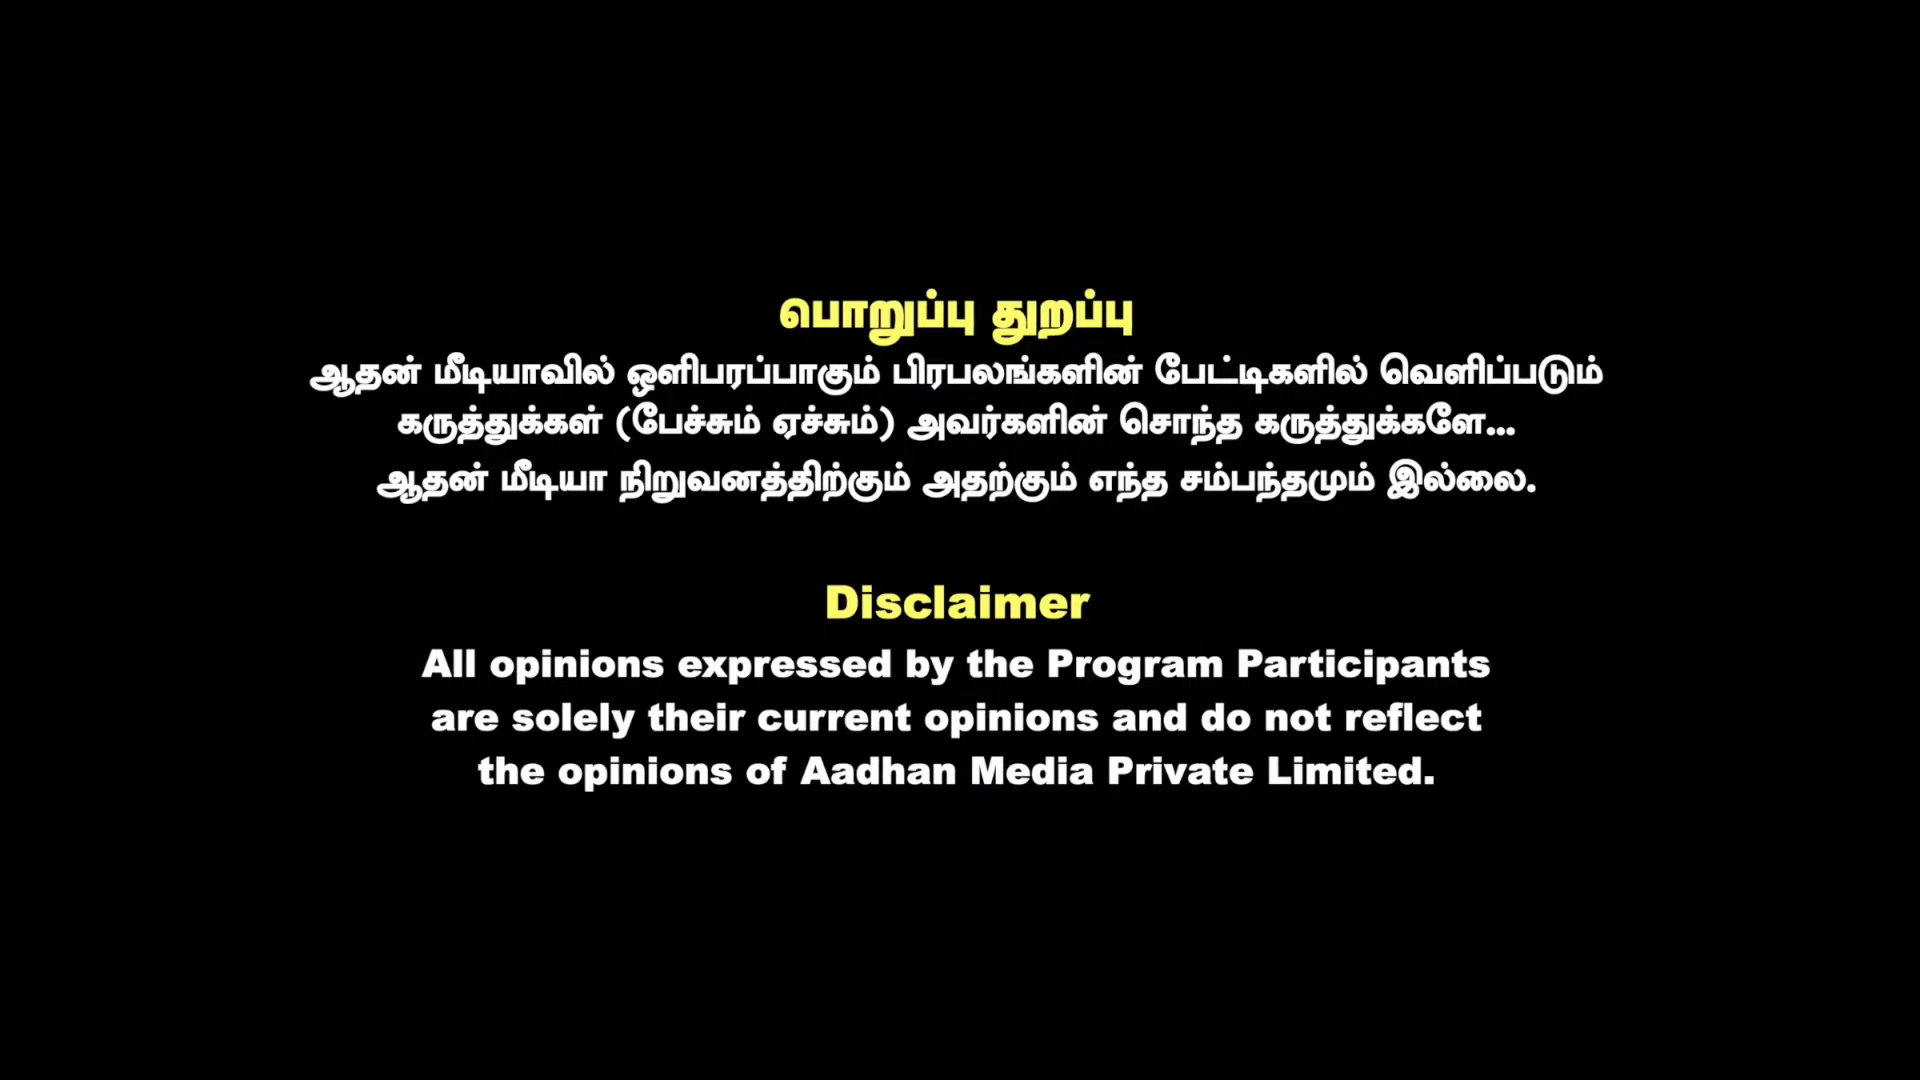 பொறுப்பு துறப்பு
ஆதன் மீடியாவில் ஒளிபரப்பாகும் பிரபலங்களின் பேட்டிகளில் வெளிப்படும்
கருத்துக்கள் (பேச்சும் ஏச்சும்) அவர்களின் சொந்த கருத்துக்களே...
ஆதன் மீடியா நிறுவனத்திற்கும் அதற்கும் எந்த சம்பந்தமும் இல்லை.
Disclaimer
All opinions expressed by the Program Participants
are solely their current opinions and do not reflect
the opinions of Aadhan Media Private Limited.